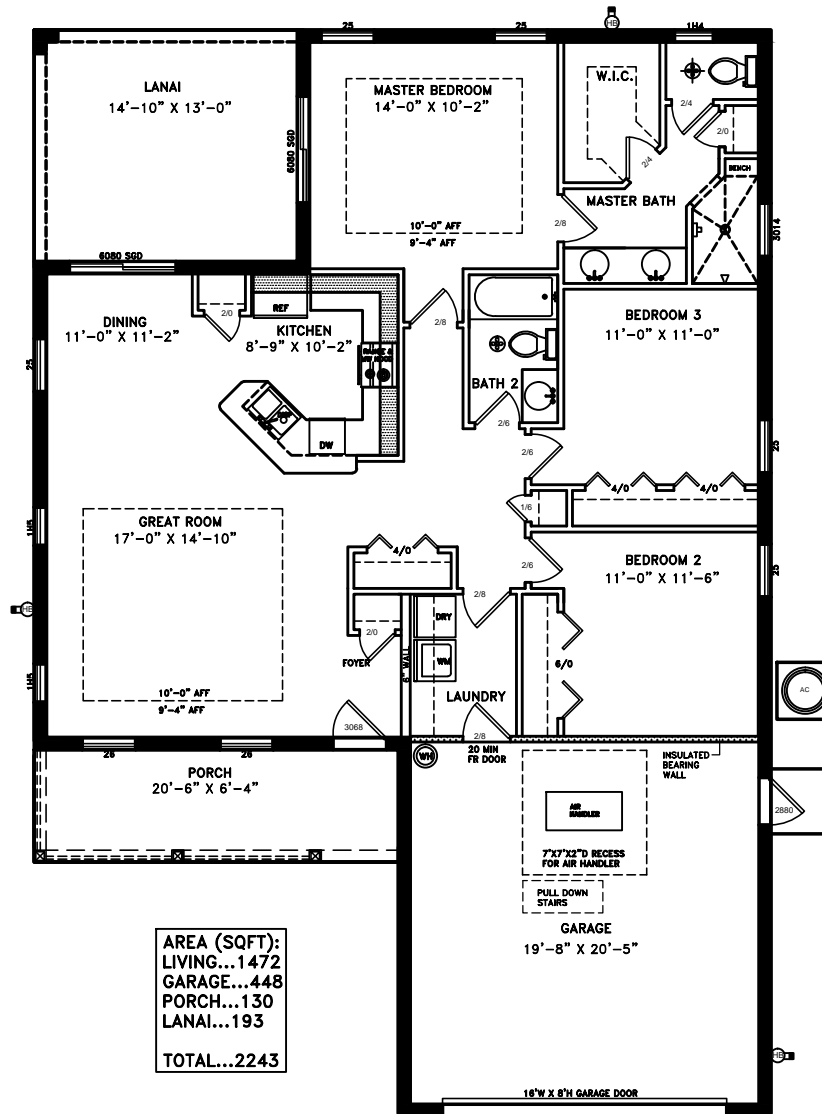 25
25
1H4
HB
LANAI
14'-10" X 13'-0"
MASTER BEDROOM
14'-0" X 10'-2"
W.I.C.
2/4
2/0
2/4
6080 SGD
BENCH
MASTER BATH
2/8
3014
10'-0" AFF
9'-4" AFF
6080 SGD
2/0
REF
DINING
11'-0" X 11'-2"
KITCHEN
8'-9" X 10'-2"
2/8
BEDROOM 3
11'-0" X 11'-0"
25
RANGE &
BATH 2
DW
2/6
2/6
25
4/0
4/0
1/6
GREAT ROOM
17'-0" X 14'-10"
1H5
4/0
2/6
BEDROOM 2
11'-0" X 11'-6"
25
HB
2/8
DRY
2/0
FOYER
6" WALL
WM
6/0
LAUNDRY
AC
1H5
10'-0" AFF
9'-4" AFF
3068
2/8
26
26
WH
20 MIN
FR DOOR
INSULATED
BEARING
WALL
PORCH
20'-6" X 6'-4"
AIR
HANDLER
2880
7'X7'X2"D RECESS
FOR AIR HANDLER
PULL DOWN
STAIRS
GARAGE
19'-8" X 20'-5"
AREA (SQFT):
LIVING...1472
GARAGE...448
PORCH...130
LANAI...193
TOTAL...2243
HB
16'W X 8'H GARAGE DOOR